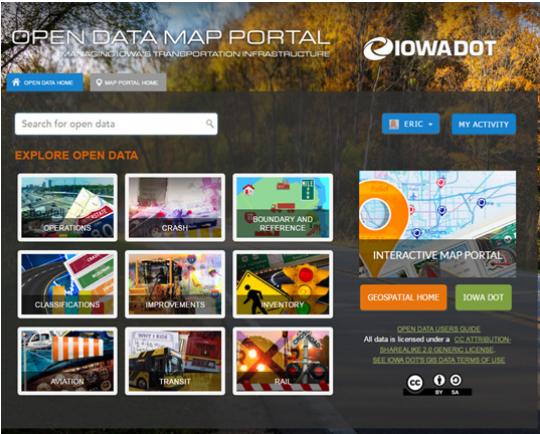 OPEN DATA MAP PORTAL
MANAGING IOWA'S TRANSPORTATION INFRASTRUCTURE
IOWADOT
OPEN DATA HOME
MAP PORTAL HOME
Search for open data
ERIC
MY ACTIVITY
EXPLORE OPEN DATA
OPERATIONS
CRASH
BOUNDARY AND
REFERENCE
CLASSIFICATIONS
IMPROVEMENTS
INVENTORY
AVIATION
TRANSIT
RAIL
INTERACTIVE MAP PORTAL
GEOSPATIAL HOME
IOWA DOT
OPEN DATA USERS GUIDE
All data is licensed under a CC ATTRIBUTION-
SHAREALIKE 2.0 GENERIC LICENSE.
SEE IOWA DOT'S GIS DATA TERMS OF USE
cc
BY SA